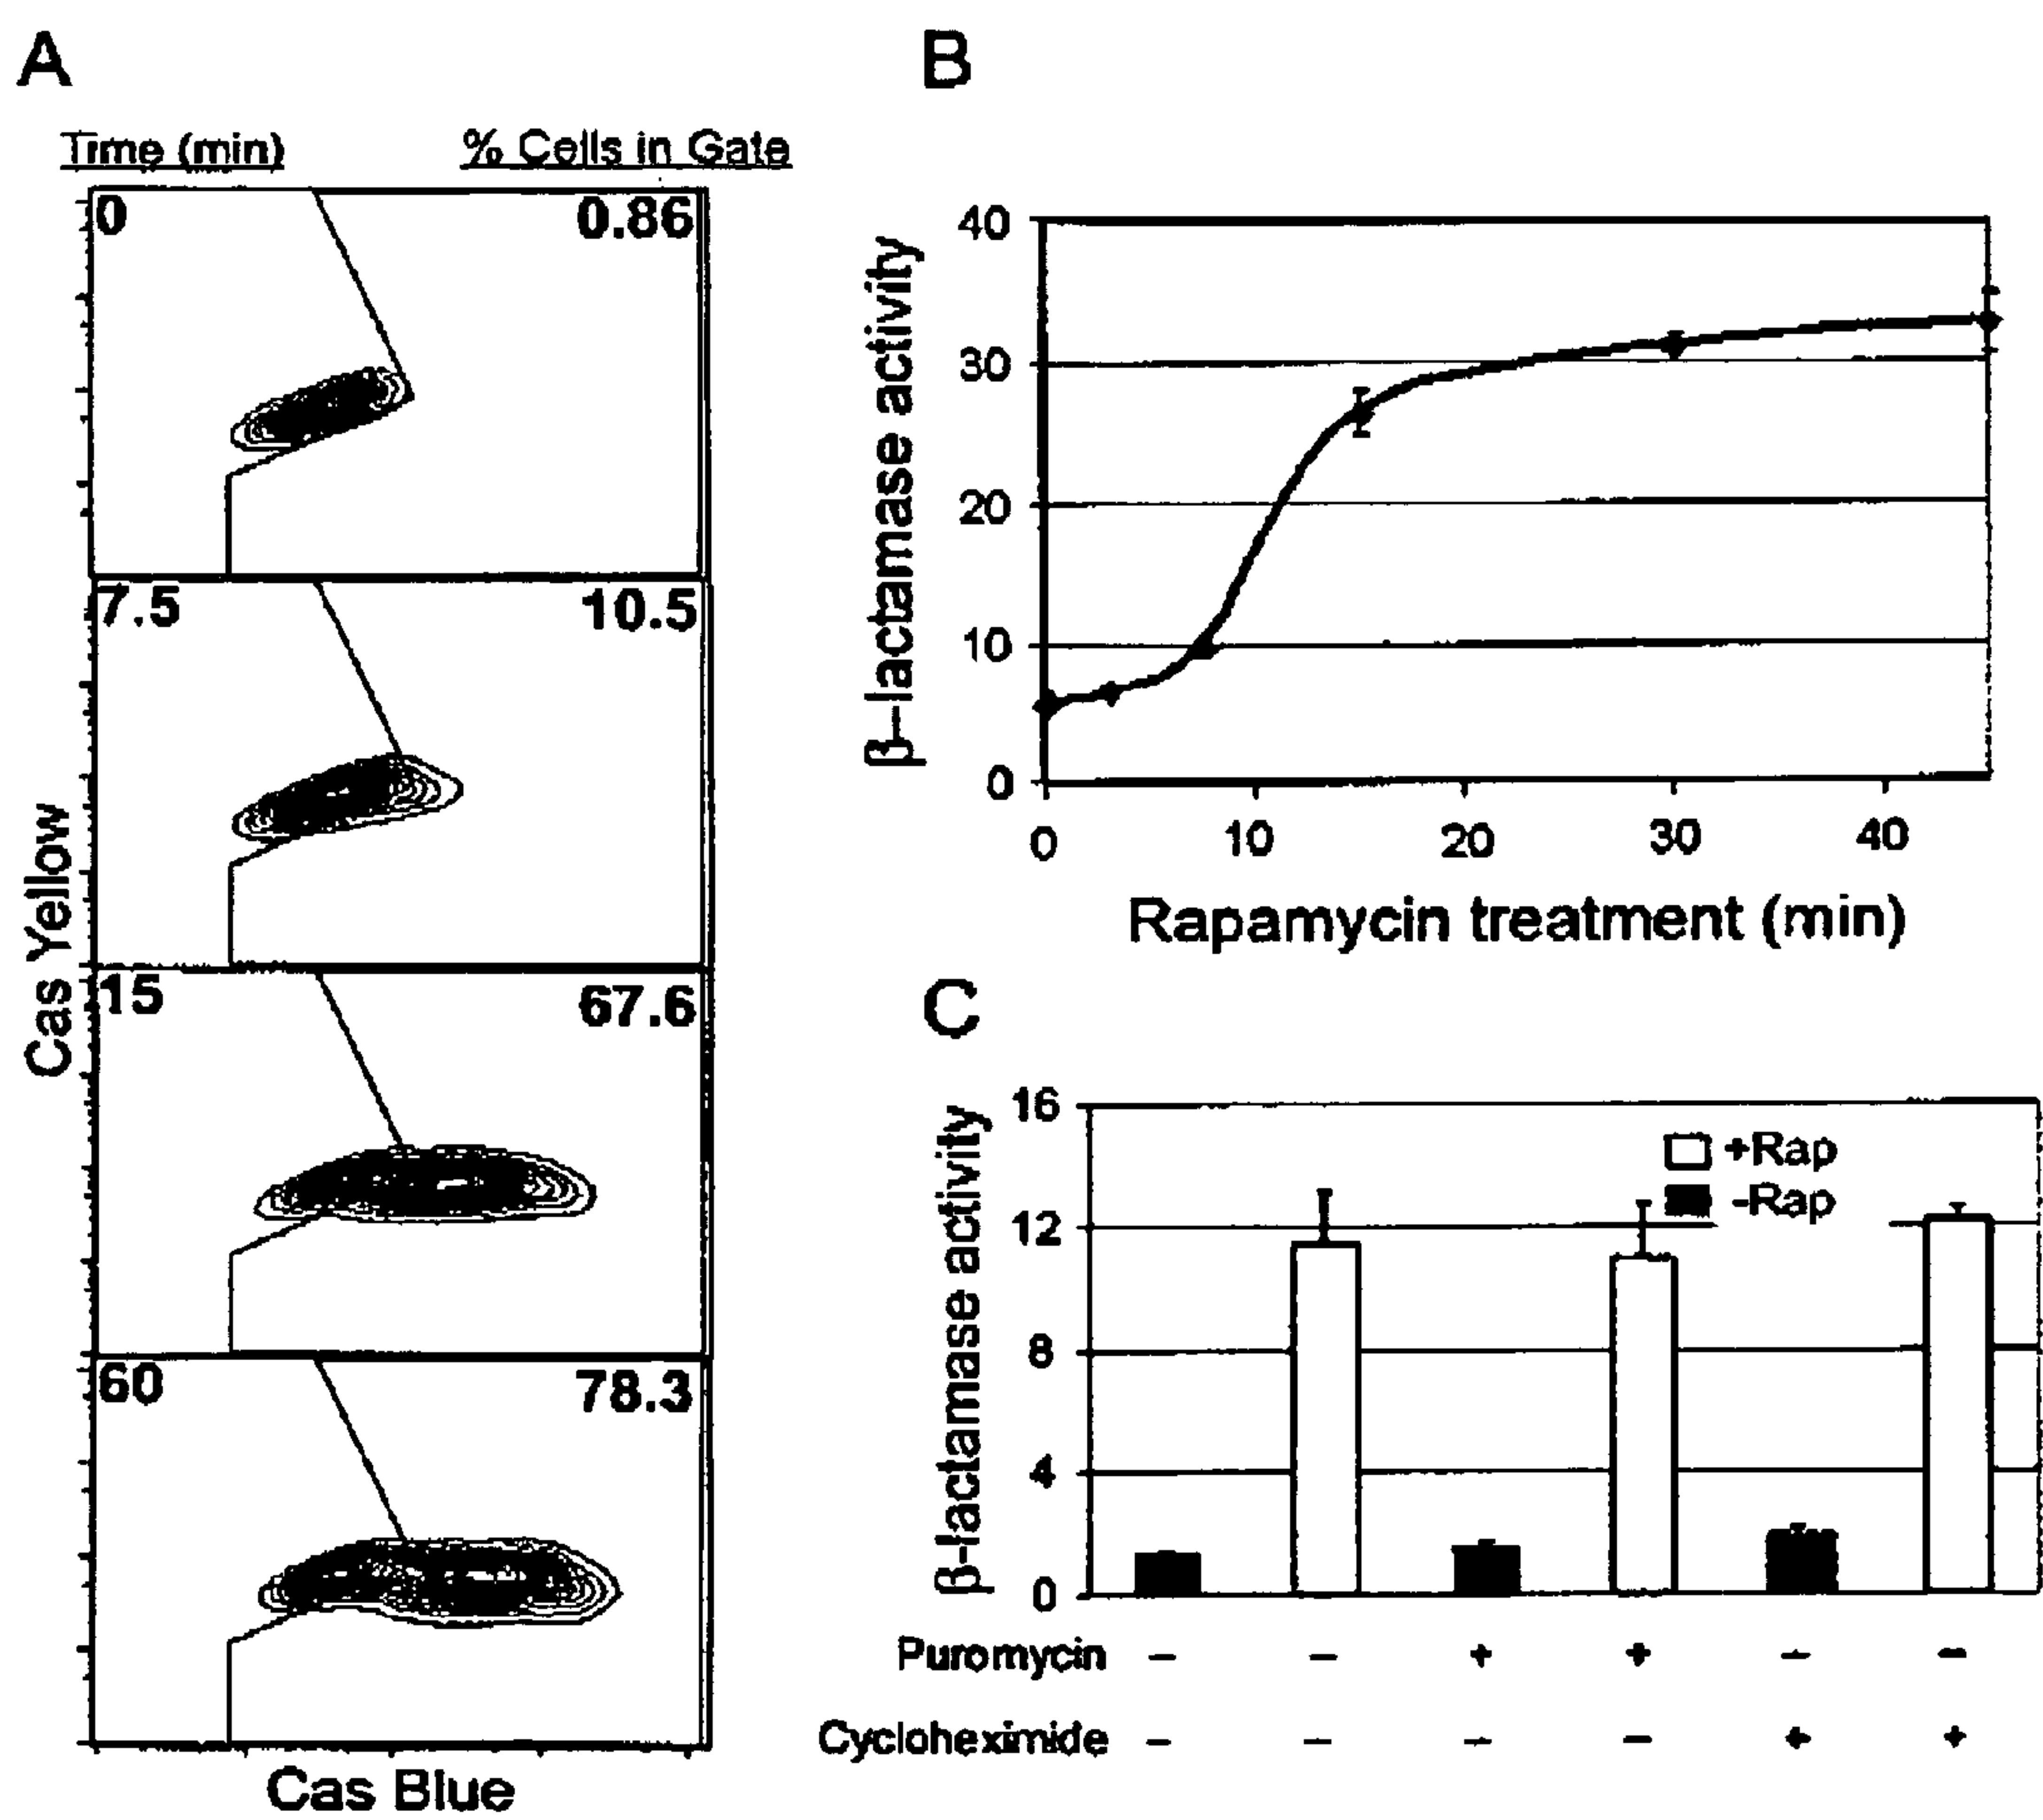 A
Time (min) % Cells in Gate
0 0.86
7.5 10.5
15 67.6
60 78.3
Cas Yellow
Cas Blue
B
β-lactamase activity
40
30
20
10
0
0 10 20 30 40
Rapamycin treatment (min)
C
β-lactamase activity
16
12
8
4
0
+Rap
-Rap
Puromycin − − + + − −
Cycloheximide − − − − + +